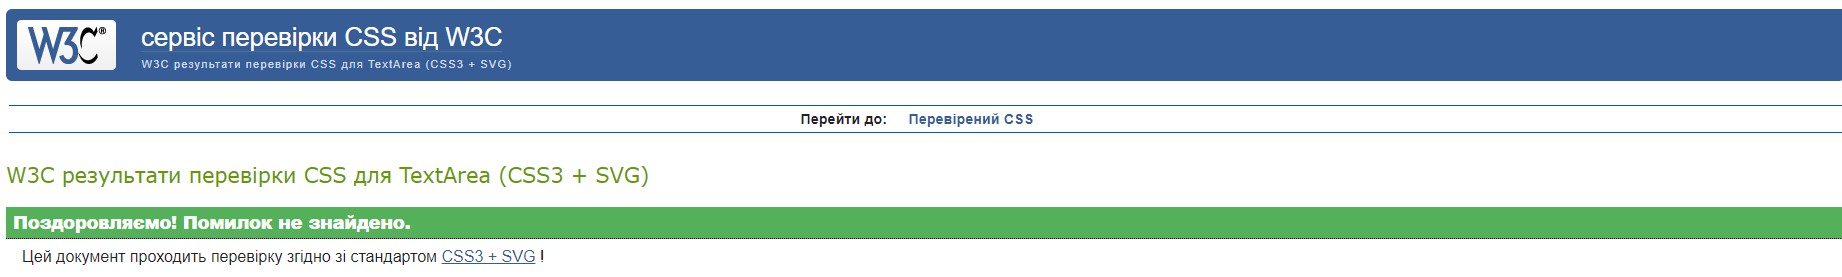 W3C®
сервіс перевірки CSS від W3C
W3C результати перевірки CSS для TextArea (CSS3 + SVG)
Перейти до: Перевірений CSS
W3C результати перевірки CSS для TextArea (CSS3 + SVG)
Поздоровляємо! Помилок не знайдено.
Цей документ проходить перевірку згідно зі стандартом CSS3 + SVG !